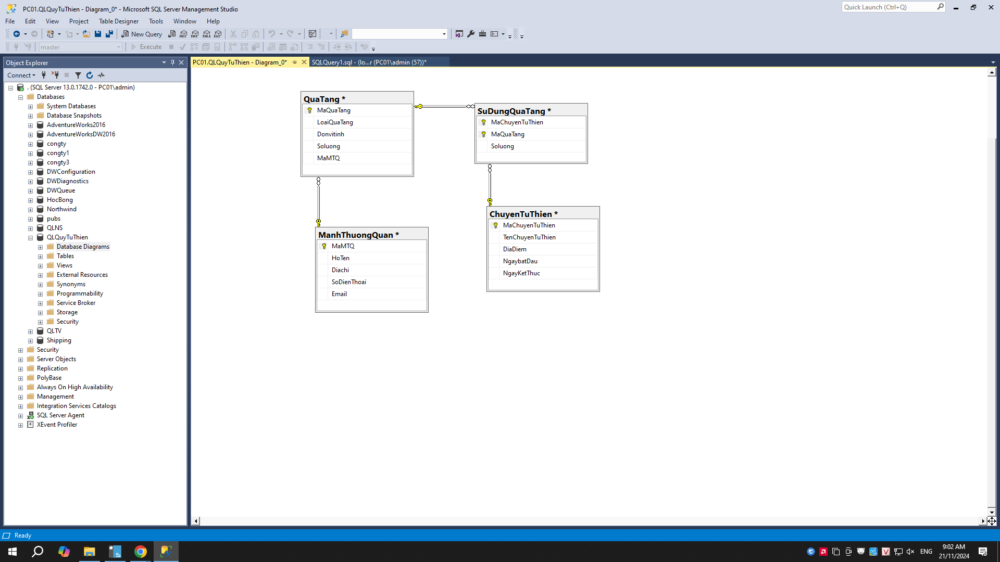 PC01.QLQuyTuThien - Diagram_0* - Microsoft SQL Server Management Studio
Quick Launch (Ctrl+Q)
File Edit View Project Table Designer Tools Window Help
New Query MDX DMX XMLA DAX
master Execute
Object Explorer
PC01.QLQuyTuThien - Diagram_0*
SQLQuery1.sql - (lo...r (PC01\admin (57))*
Connect
. (SQL Server 13.0.1742.0 - PC01\admin)
Databases
System Databases
Database Snapshots
AdventureWorks2016
AdventureWorksDW2016
congty
congty1
congty3
DWConfiguration
DWDiagnostics
DWQueue
HocBong
Northwind
pubs
QLNS
QLQuyTuThien
Database Diagrams
Tables
Views
External Resources
Synonyms
Programmability
Service Broker
Storage
Security
QLTV
Shipping
Security
Server Objects
Replication
PolyBase
Always On High Availability
Management
Integration Services Catalogs
SQL Server Agent
XEvent Profiler
QuaTang *
MaQuaTang
LoaiQuaTang
Donvitinh
Soluong
MaMTQ
SuDungQuaTang *
MaChuyenTuThien
MaQuaTang
Soluong
ManhThuongQuan *
MaMTQ
HoTen
Diachi
SoDienThoai
Email
ChuyenTuThien *
MaChuyenTuThien
TenChuyenTuThien
DiaDiem
NgaybatDau
NgayKetThuc
Ready
ENG
9:02 AM
21/11/2024